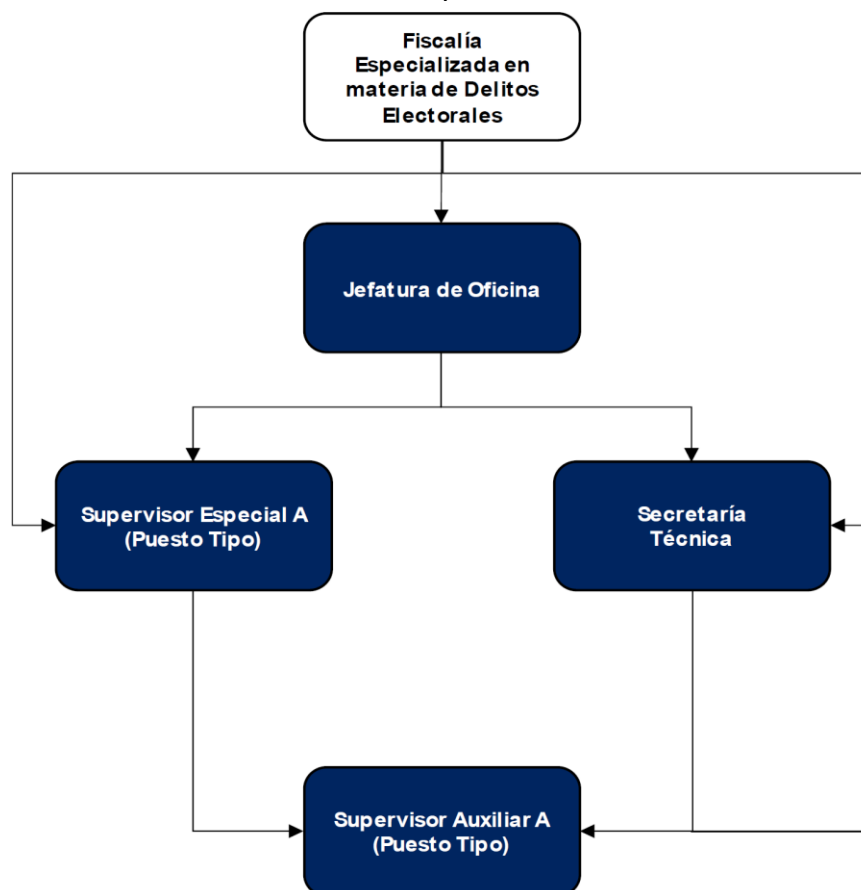 Fiscalía
Especializada en
materia de Delitos
Electorales
Jefatura de Oficina
Supervisor Especial A
(Puesto Tipo)
Secretaría
Técnica
Supervisor Auxiliar A
(Puesto Tipo)